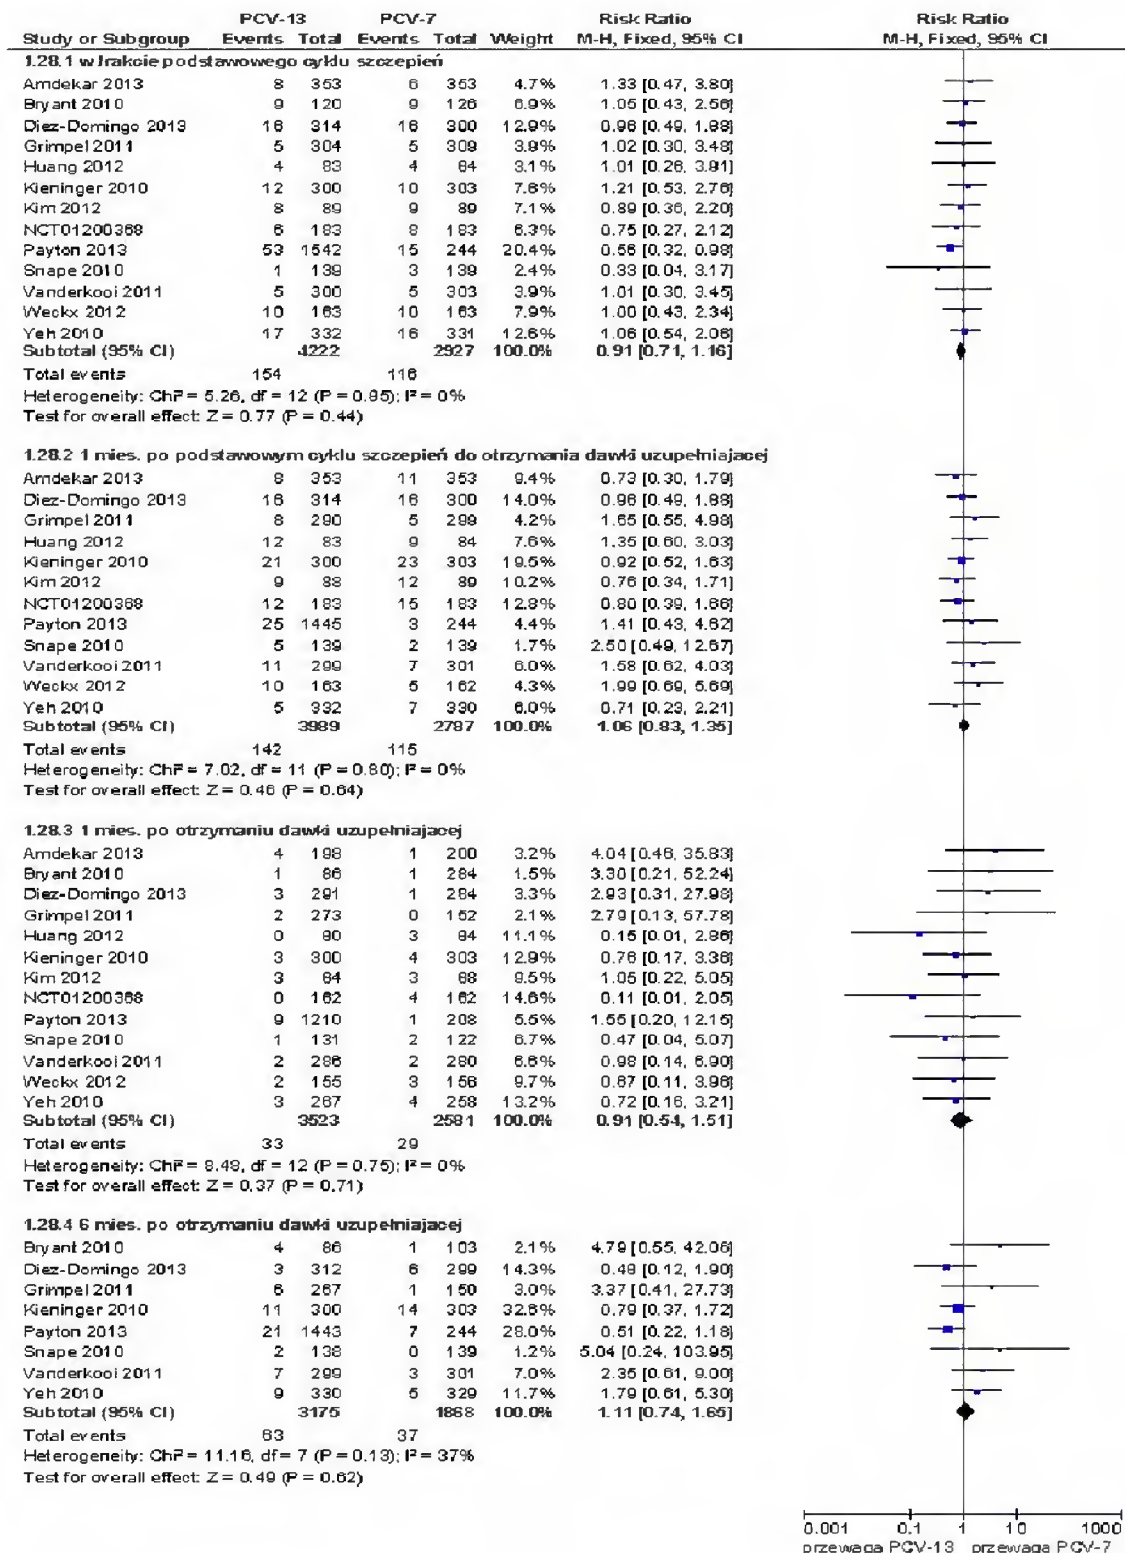 PCV-13 PCV-7 Risk Ratio Risk Ratio
Study or Subgroup Events Total Events Total Weight M-H, Fixed, 95% CI M-H, Fixed, 95% CI
1.28.1 w trakcie podstawowego cyklu szczepień
Amdekar 2013 8 353 6 353 4.7% 1.33 [0.47, 3.80]
Bryant 2010 9 120 9 126 6.9% 1.05 [0.43, 2.56]
Diez-Domingo 2013 16 314 16 300 12.9% 0.96 [0.49, 1.88]
Grimpel 2011 5 304 5 309 3.9% 1.02 [0.30, 3.48]
Huang 2012 4 83 4 84 3.1% 1.01 [0.26, 3.91]
Kieninger 2010 12 300 10 303 7.8% 1.21 [0.53, 2.76]
Kim 2012 8 89 9 89 7.1% 0.89 [0.36, 2.20]
NCT01200368 6 183 8 183 6.3% 0.75 [0.27, 2.12]
Payton 2013 53 1542 15 244 20.4% 0.56 [0.32, 0.98]
Snape 2010 1 139 3 139 2.4% 0.33 [0.04, 3.17]
Vanderkooi 2011 5 300 5 303 3.9% 1.01 [0.30, 3.45]
Weckx 2012 10 163 10 163 7.9% 1.00 [0.43, 2.34]
Yeh 2010 17 332 16 331 12.6% 1.06 [0.54, 2.06]
Subtotal (95% CI) 4222 2927 100.0% 0.91 [0.71, 1.16]
Total events 154 116
Heterogeneity: Chi² = 5.26, df = 12 (P = 0.95); I² = 0%
Test for overall effect: Z = 0.77 (P = 0.44)
1.28.2 1 mies. po podstawowym cyklu szczepień do otrzymania dawki uzupełniajacej
Amdekar 2013 8 353 11 353 9.4% 0.73 [0.30, 1.79]
Diez-Domingo 2013 16 314 16 300 14.0% 0.96 [0.49, 1.88]
Grimpel 2011 8 290 5 299 4.2% 1.65 [0.55, 4.98]
Huang 2012 12 83 9 84 7.6% 1.35 [0.60, 3.03]
Kieninger 2010 21 300 23 303 19.5% 0.92 [0.52, 1.63]
Kim 2012 9 88 12 89 10.2% 0.76 [0.34, 1.71]
NCT01200368 12 183 15 183 12.8% 0.80 [0.39, 1.66]
Payton 2013 25 1445 3 244 4.4% 1.41 [0.43, 4.62]
Snape 2010 5 139 2 139 1.7% 2.50 [0.49, 12.67]
Vanderkooi 2011 11 299 7 301 6.0% 1.58 [0.62, 4.03]
Weckx 2012 10 163 5 162 4.3% 1.99 [0.69, 5.69]
Yeh 2010 5 332 7 330 6.0% 0.71 [0.23, 2.21]
Subtotal (95% CI) 3989 2787 100.0% 1.06 [0.83, 1.35]
Total events 142 115
Heterogeneity: Chi² = 7.02, df = 11 (P = 0.80); I² = 0%
Test for overall effect: Z = 0.46 (P = 0.64)
1.28.3 1 mies. po otrzymaniu dawki uzupełniajacej
Amdekar 2013 4 198 1 200 3.2% 4.04 [0.46, 35.83]
Bryant 2010 1 86 1 284 1.5% 3.30 [0.21, 52.24]
Diez-Domingo 2013 3 291 1 284 3.3% 2.93 [0.31, 27.98]
Grimpel 2011 2 273 0 152 2.1% 2.79 [0.13, 57.78]
Huang 2012 0 80 3 84 11.1% 0.15 [0.01, 2.86]
Kieninger 2010 3 300 4 303 12.9% 0.76 [0.17, 3.36]
Kim 2012 3 84 3 88 9.5% 1.05 [0.22, 5.05]
NCT01200368 0 162 4 162 14.6% 0.11 [0.01, 2.05]
Payton 2013 9 1210 1 208 5.5% 1.55 [0.20, 12.15]
Snape 2010 1 131 2 122 6.7% 0.47 [0.04, 5.07]
Vanderkooi 2011 2 286 2 280 6.6% 0.98 [0.14, 6.90]
Weckx 2012 2 155 3 156 9.7% 0.67 [0.11, 3.96]
Yeh 2010 3 267 4 258 13.2% 0.72 [0.16, 3.21]
Subtotal (95% CI) 3523 2581 100.0% 0.91 [0.54, 1.51]
Total events 33 29
Heterogeneity: Chi² = 8.48, df = 12 (P = 0.75); I² = 0%
Test for overall effect: Z = 0.37 (P = 0.71)
1.28.4 6 mies. po otrzymaniu dawki uzupełniajacej
Bryant 2010 4 86 1 103 2.1% 4.79 [0.55, 42.06]
Diez-Domingo 2013 3 312 6 299 14.3% 0.48 [0.12, 1.90]
Grimpel 2011 6 267 1 150 3.0% 3.37 [0.41, 27.73]
Kieninger 2010 11 300 14 303 32.6% 0.79 [0.37, 1.72]
Payton 2013 21 1443 7 244 28.0% 0.51 [0.22, 1.18]
Snape 2010 2 138 0 139 1.2% 5.04 [0.24, 103.95]
Vanderkooi 2011 7 299 3 301 7.0% 2.35 [0.61, 9.00]
Yeh 2010 9 330 5 329 11.7% 1.79 [0.61, 5.30]
Subtotal (95% CI) 3175 1868 100.0% 1.11 [0.74, 1.65]
Total events 63 37
Heterogeneity: Chi² = 11.16, df = 7 (P = 0.13); I² = 37%
Test for overall effect: Z = 0.49 (P = 0.62)
0.001 0.1 1 10 1000
przewaga PCV-13 przewaga PCV-7